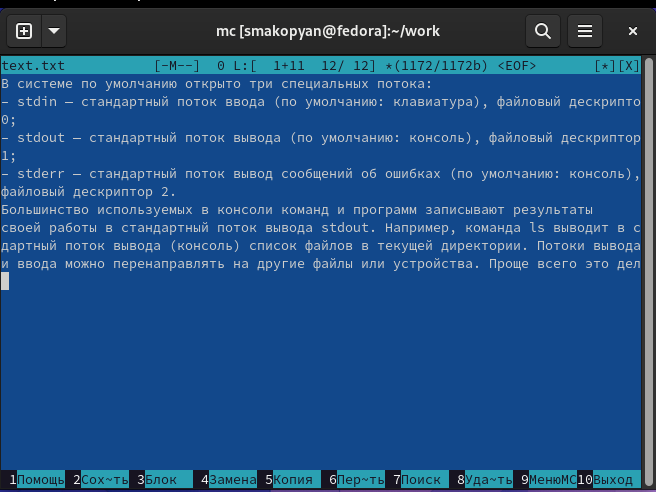 mc [smakopyan@fedora]:~/work
text.txt [-M--] 0 L:[ 1+11 12/ 12] *(1172/1172b) <EOF> [*][X]
В системе по умолчанию открыто три специальных потока:
– stdin — стандартный поток ввода (по умолчанию: клавиатура), файловый дескрипто
0;
– stdout — стандартный поток вывода (по умолчанию: консоль), файловый дескриптор
1;
– stderr — стандартный поток вывод сообщений об ошибках (по умолчанию: консоль),
файловый дескриптор 2.
Большинство используемых в консоли команд и программ записывают результаты
своей работы в стандартный поток вывода stdout. Например, команда ls выводит в с
дартный поток вывода (консоль) список файлов в текущей директории. Потоки вывода
и ввода можно перенаправлять на другие файлы или устройства. Проще всего это дел
1Помощь 2Сох~ть 3Блок 4Замена 5Копия 6Пер~ть 7Поиск 8Уда~ть 9МенюMC 10Выход